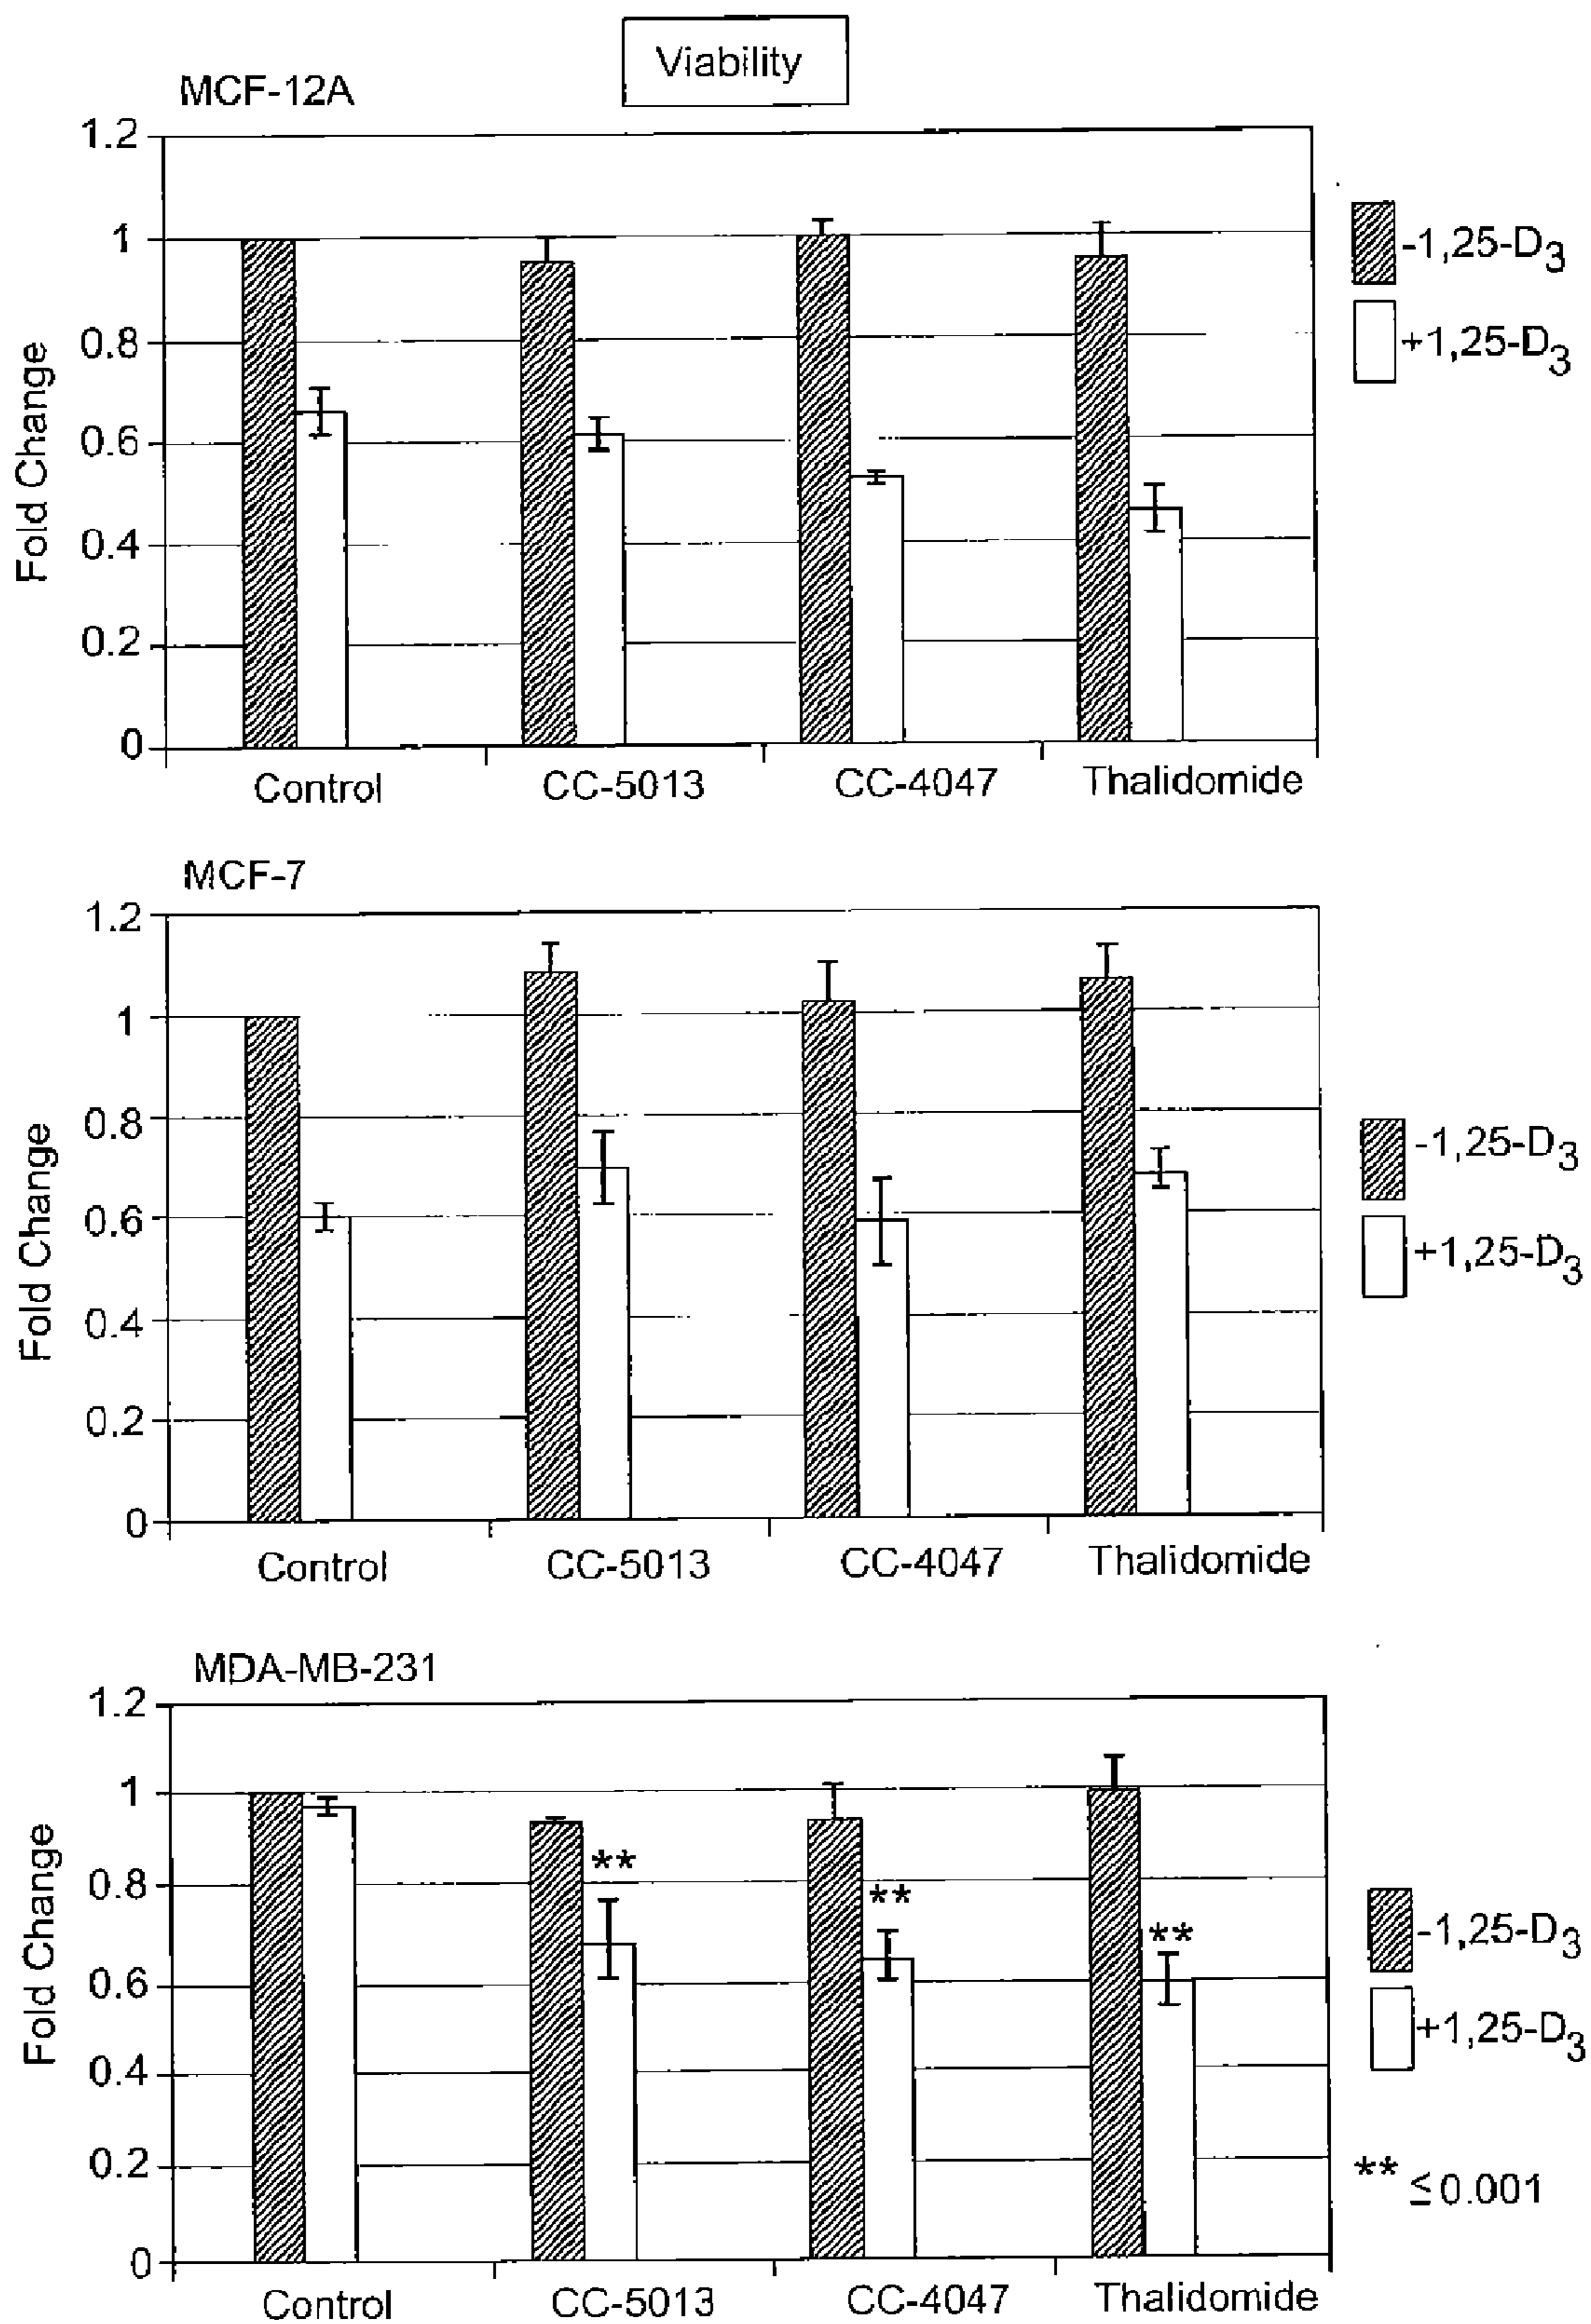 Viability
MCF-12A
1.2
1
0.8
0.6
0.4
0.2
0
Fold Change
Control CC-5013 CC-4047 Thalidomide
-1,25-D3
+1,25-D3
MCF-7
1.2
1
0.8
0.6
0.4
0.2
0
Fold Change
Control CC-5013 CC-4047 Thalidomide
-1,25-D3
+1,25-D3
MDA-MB-231
1.2
1
0.8
0.6
0.4
0.2
0
Fold Change
**
**
**
Control CC-5013 CC-4047 Thalidomide
-1,25-D3
+1,25-D3
** ≤0.001